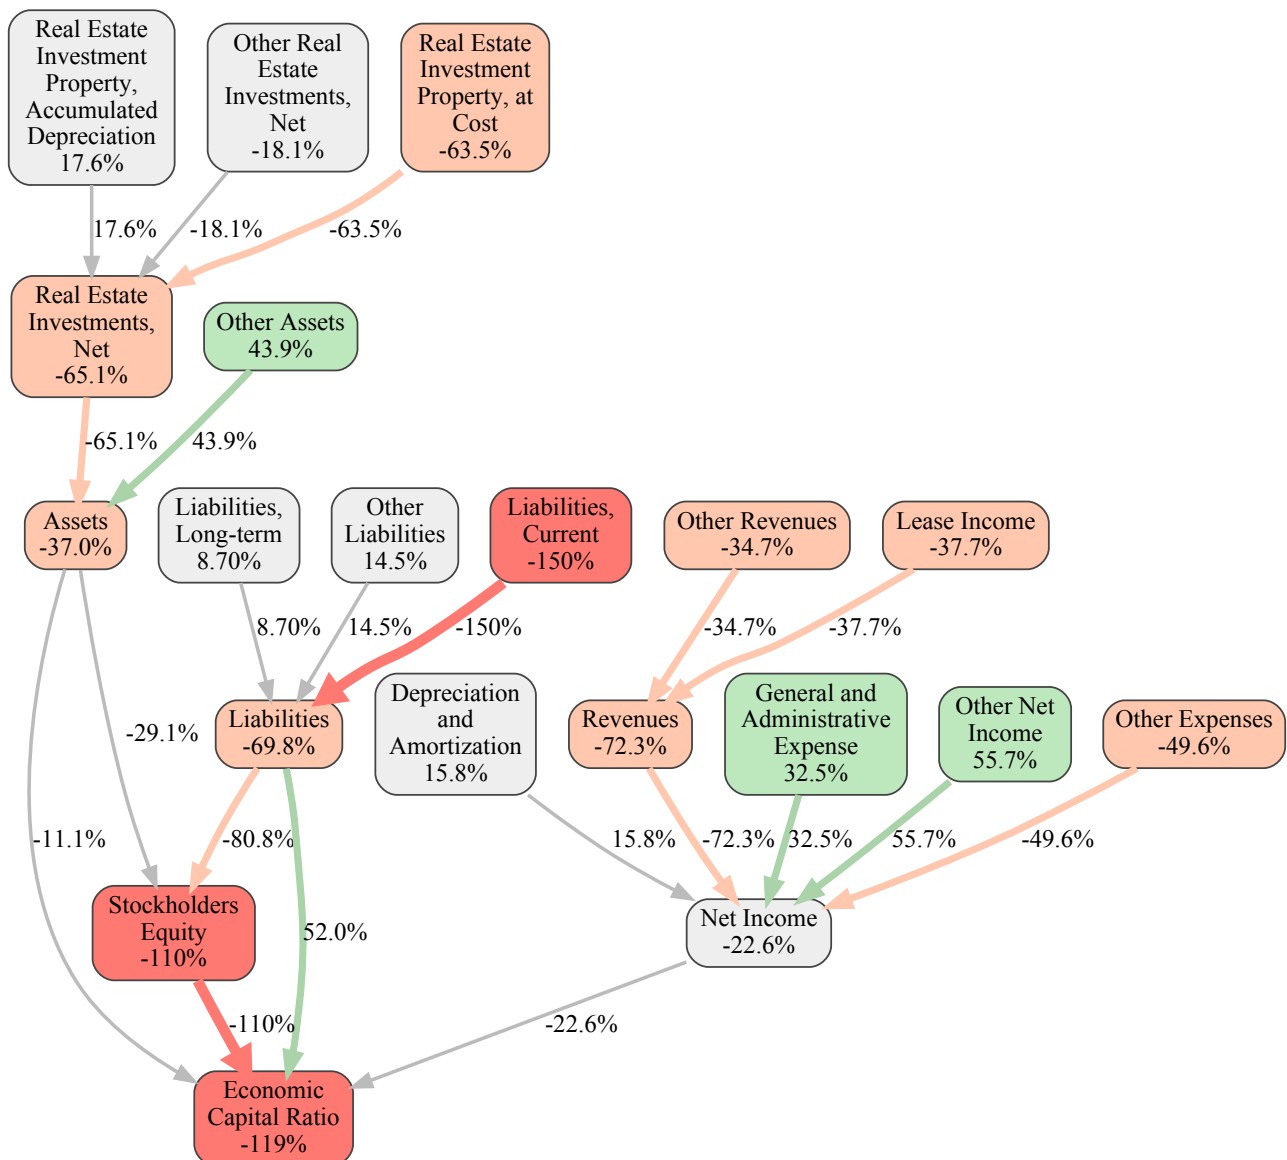 Real Estate
Investment
Property,
Accumulated
Depreciation
17.6%
Other Real
Estate
Investments,
Net
-18.1%
Real Estate
Investment
Property, at
Cost
-63.5%
17.6%
-18.1%
-63.5%
Real Estate
Investments,
Net
-65.1%
Other Assets
43.9%
-65.1%
43.9%
Assets
-37.0%
Liabilities,
Long-term
8.70%
Other
Liabilities
14.5%
Liabilities,
Current
-150%
Other Revenues
-34.7%
Lease Income
-37.7%
8.70%
14.5%
-150%
-34.7%
-37.7%
-29.1%
Liabilities
-69.8%
Depreciation
and
Amortization
15.8%
Revenues
-72.3%
General and
Administrative
Expense
32.5%
Other Net
Income
55.7%
Other Expenses
-49.6%
-11.1%
-80.8%
15.8%
-72.3%
32.5%
55.7%
-49.6%
Stockholders
Equity
-110%
52.0%
Net Income
-22.6%
-110%
-22.6%
Economic
Capital Ratio
-119%